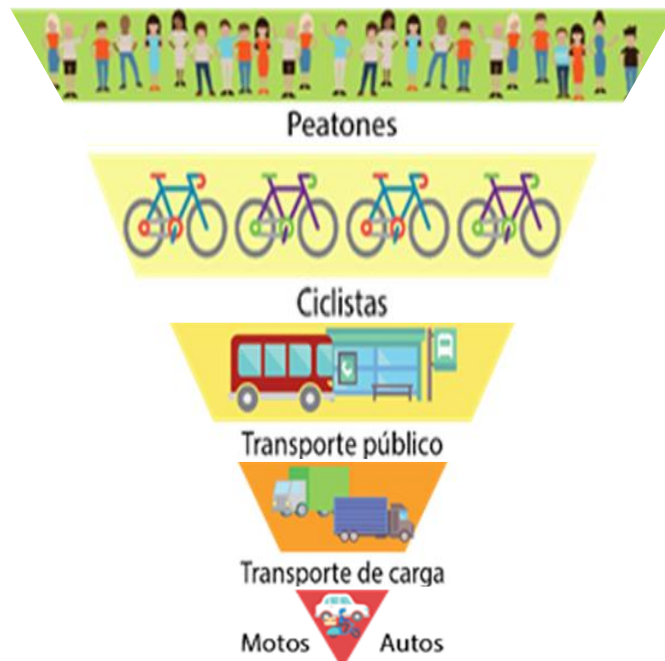 Peatones
Ciclistas
Transporte público
Transporte de carga
Motos Autos